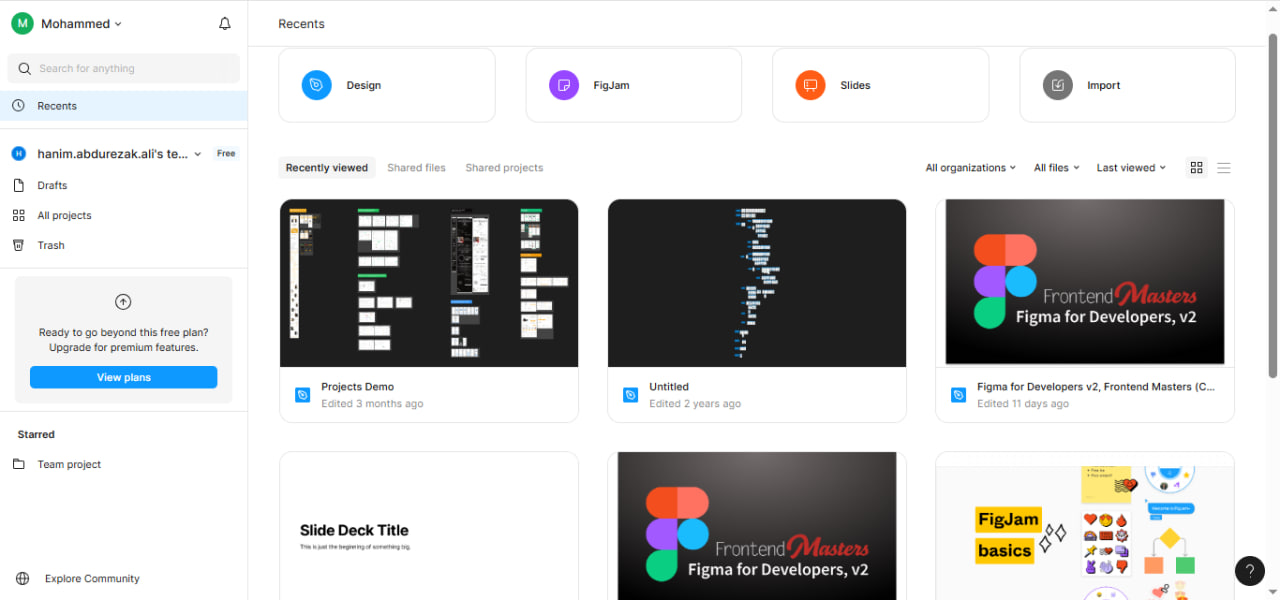 M
Mohammed
Search for anything
Recents
H
hanim.abdurezak.ali's te...
Free
Drafts
All projects
Trash
Ready to go beyond this free plan?
Upgrade for premium features.
View plans
Starred
Team project
Explore Community
Recents
Design
FigJam
Slides
Import
Recently viewed
Shared files
Shared projects
All organizations
All files
Last viewed
Projects Demo
Edited 3 months ago
Untitled
Edited 2 years ago
Frontend Masters
Figma for Developers, v2
Figma for Developers v2, Frontend Masters (C...
Edited 11 days ago
Slide Deck Title
This is just the beginning of something big.
Frontend Masters
Figma for Developers, v2
FigJam
basics
?